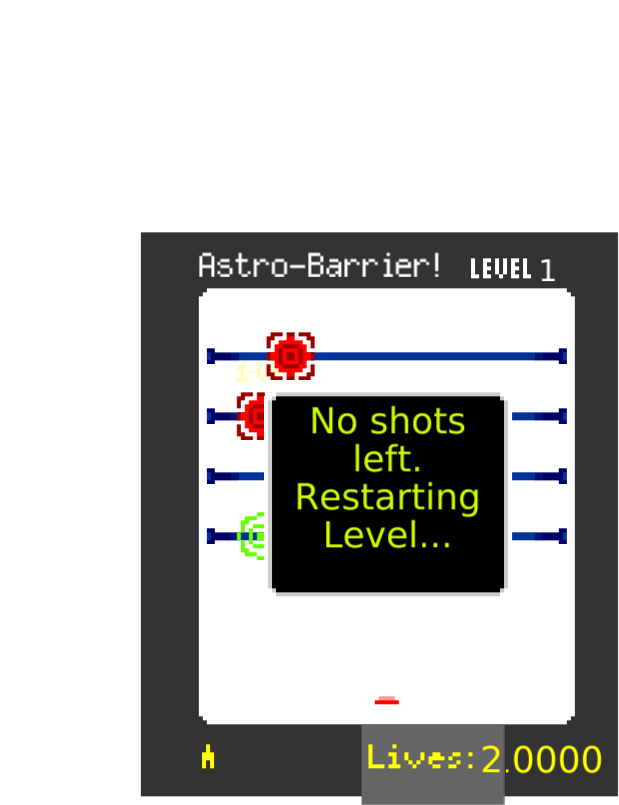 Astro-Barrier! LEVEL 1
No shots
left.
Restarting
Level...
Lives: 2.0000